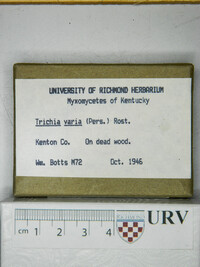 UNIVERSITY OF RICHMOND HERBARIUM
Myxomycetes of Kentucky
Trichia varia (Pers.) Rost.
Kenton Co. On dead wood.
Wm. Botts M72 Oct. 1946
cm 1 2 3 4 URV